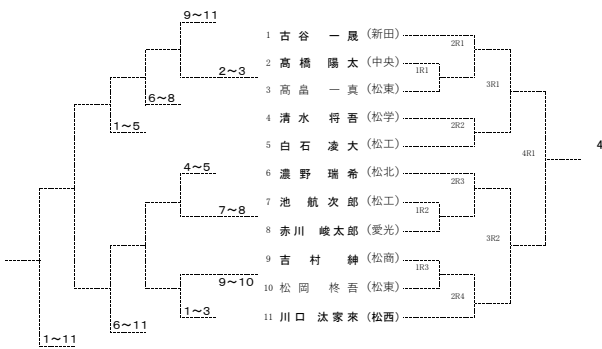 9～11
1 古谷 一晟 (新田)
2R1
2 髙橋 陽太 (中央)
2～3
1R1
3R1
3 髙畠 一真 (松東)
6～8
4 清水 将吾 (松学)
1～5
2R2
5 白石 凌大 (松工)
4R1
4
4～5
6 濃野 瑞希 (松北)
2R3
7 池 航次郎 (松工)
7～8
1R2
8 赤川 峻太郎 (愛光)
3R2
9 吉村 紳 (松商)
1R3
9～10
10 松岡 柊吾 (松東)
2R4
1～3
11 川口 汰家來 (松西)
6～11
1～11